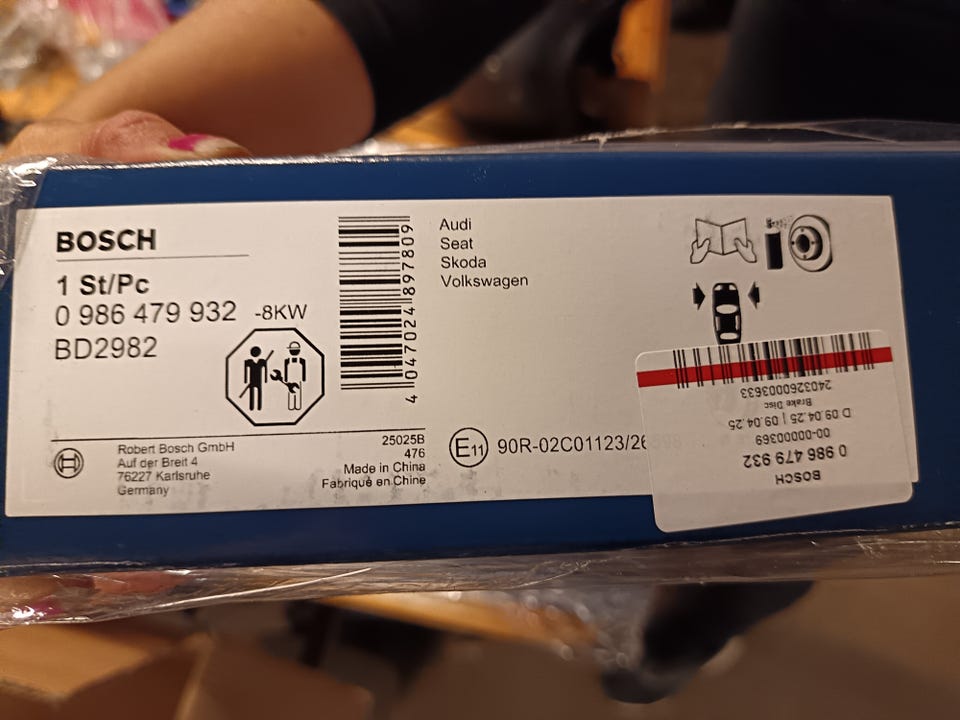 BOSCH
1 St/Pc
0 986 479 932 -8KW
BD2982
4 047024 897809
Audi
Seat
Skoda
Volkswagen
Robert Bosch GmbH
Auf der Breit 4
76227 Karlsruhe
Germany
25025B
476
Made in China
Fabriqué en Chine
E11 90R-02C01123/26
BOSCH
0 986 479 932
00-00000369
D 09.04.25 | 09.04.25
Brake Disc
2403260003633